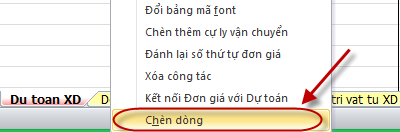 Đổi bảng mã font
Chèn thêm cự ly vận chuyển
Đánh lại số thứ tự đơn giá
Xóa công tác
Kết nối Đơn giá với Dự toán
Chèn dòng
Du toan XD
D
tri vat tu XD